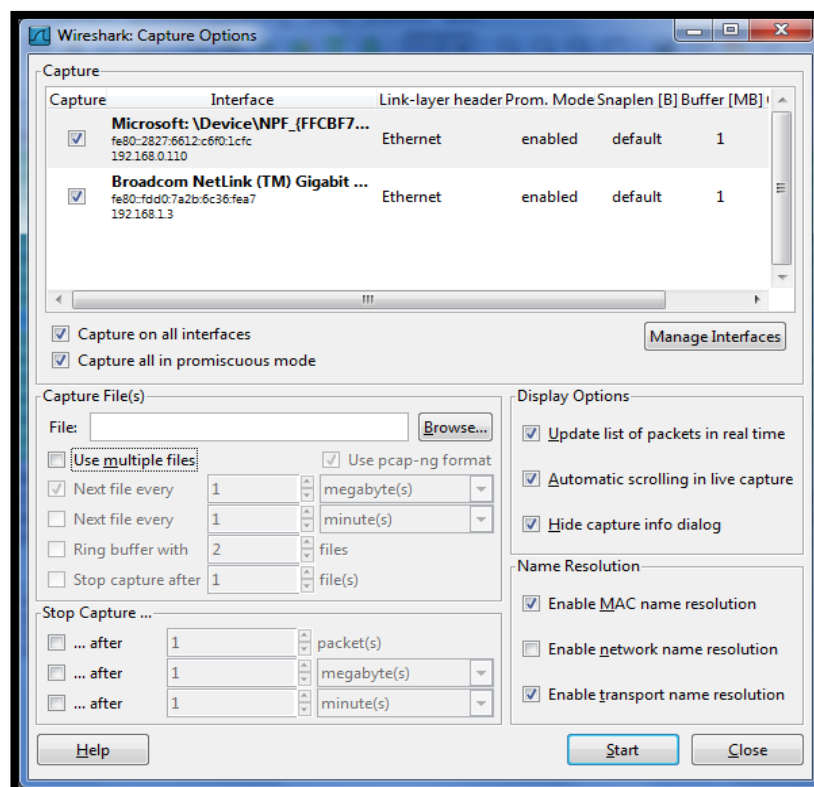 Wireshark: Capture Options
Capture
Capture Interface Link-layer header Prom. Mode Snaplen [B] Buffer [MB]
Microsoft: \Device\NPF_{FFCBF7...
fe80::2827:6612:c6f0:1cfc
192.168.0.110
Ethernet enabled default 1
Broadcom NetLink (TM) Gigabit ...
fe80::fdd0:7a2b:6c36:fea7
192.168.1.3
Ethernet enabled default 1
Capture on all interfaces
Manage Interfaces
Capture all in promiscuous mode
Capture File(s)
File: Browse...
Use multiple files Use pcap-ng format
Next file every 1 megabyte(s)
Next file every 1 minute(s)
Ring buffer with 2 files
Stop capture after 1 file(s)
Stop Capture ...
... after 1 packet(s)
... after 1 megabyte(s)
... after 1 minute(s)
Display Options
Update list of packets in real time
Automatic scrolling in live capture
Hide capture info dialog
Name Resolution
Enable MAC name resolution
Enable network name resolution
Enable transport name resolution
Help Start Close